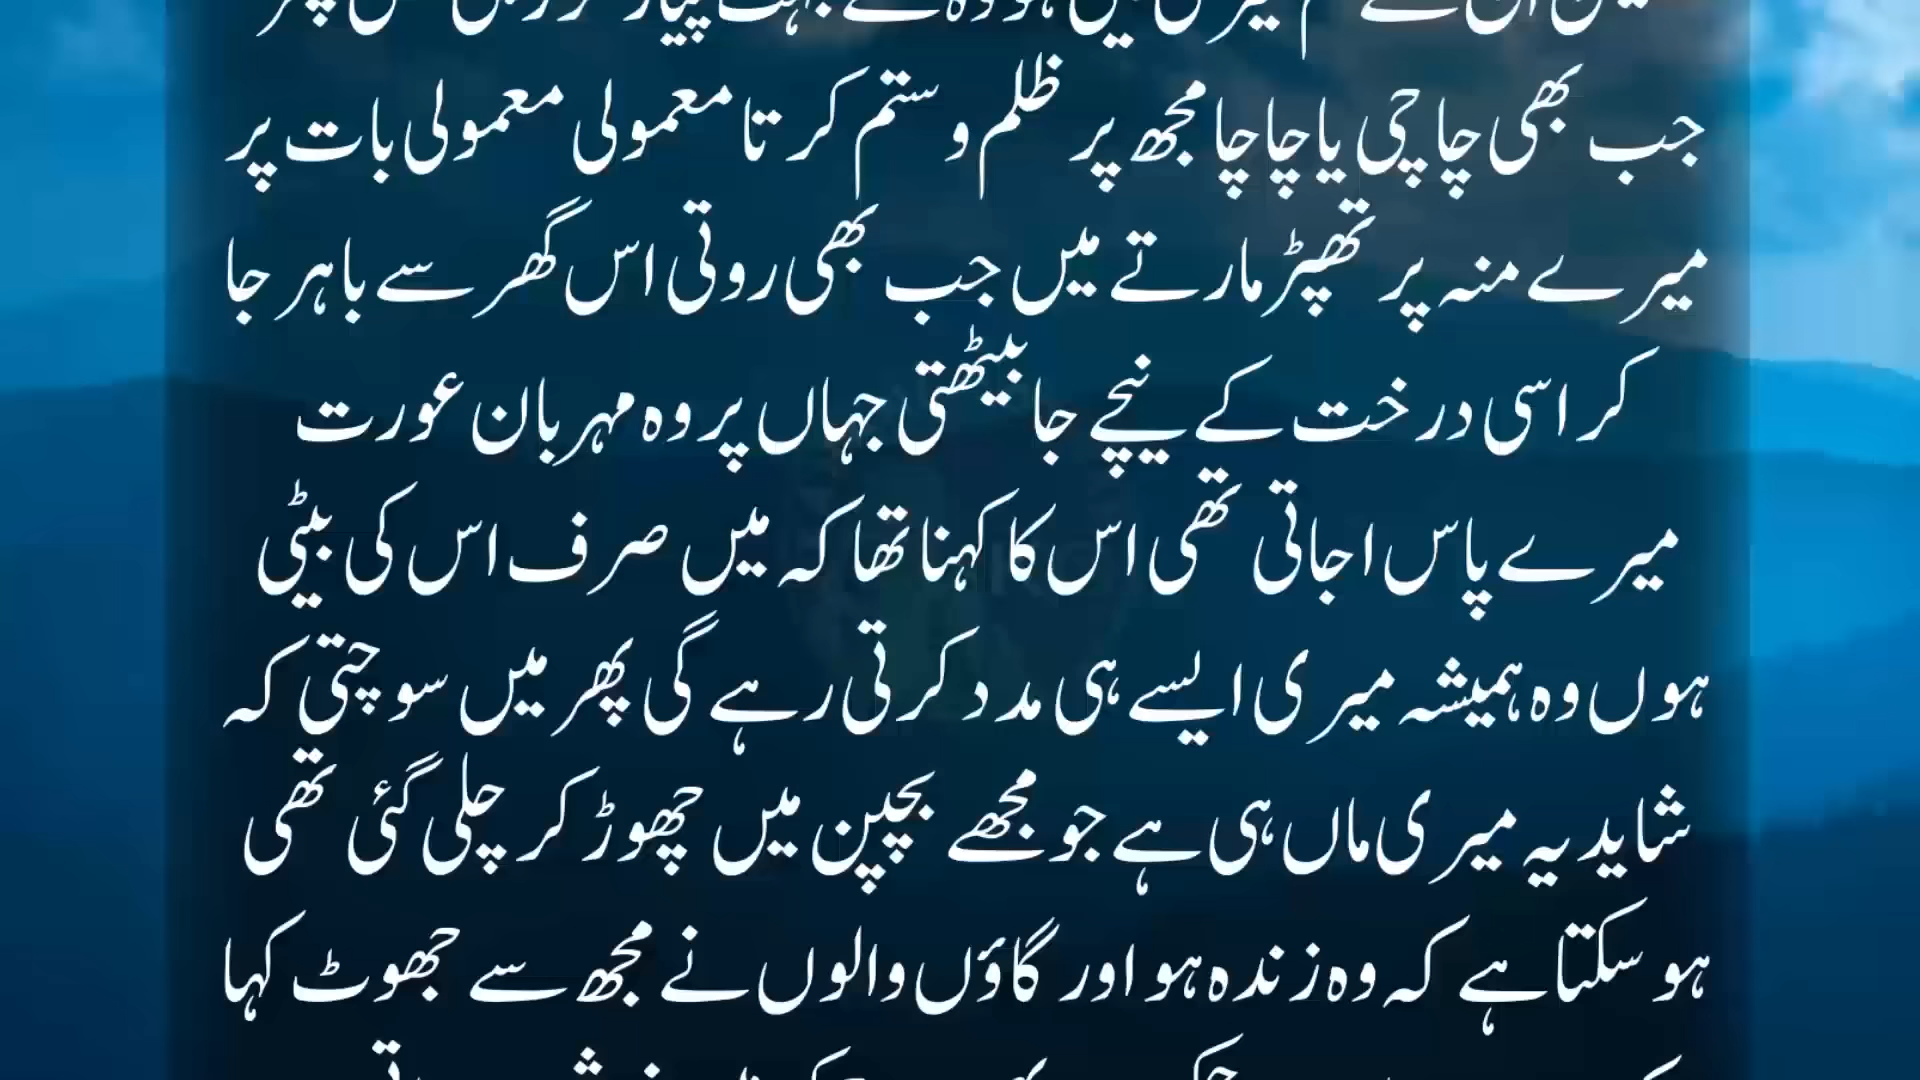 جب بھی چاچی یا چاچا مجھ پر ظلم و ستم کرتا معمولی معمولی بات پر
میرے منہ پر تھپڑ مارتے میں جب بھی روتی اس گھر سے باہر جا
کر اسی درخت کے نیچے جا بیٹھتی جہاں پر وہ مہربان عورت
میرے پاس اجاتی تھی اس کا کہنا تھا کہ میں صرف اس کی بیٹی
ہوں وہ ہمیشہ میری ایسے ہی مدد کرتی رہے گی پھر میں سوچتی کہ
شاید یہ میری ماں ہی ہے جو مجھے بچپن میں چھوڑ کر چلی گئی تھی
ہو سکتا ہے کہ وہ زندہ ہو اور گاؤں والوں نے مجھ سے جھوٹ کہا